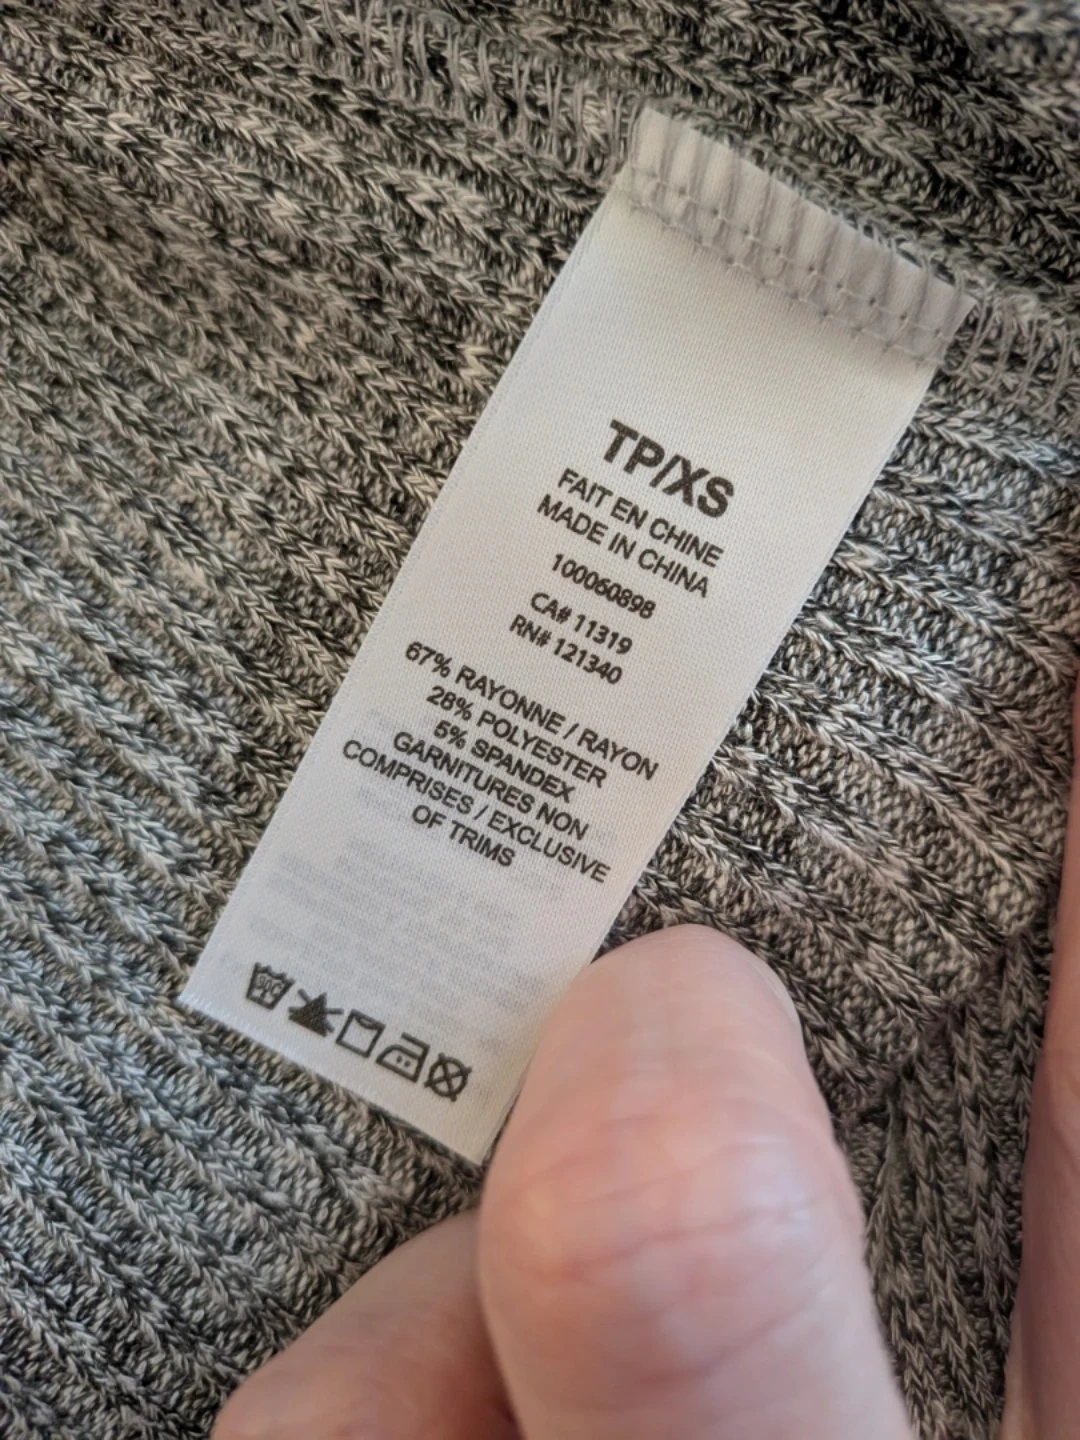 TP/XS
FAIT EN CHINE
MADE IN CHINA
100060898
CA# 11319
RN# 121340
67% RAYONNE / RAYON
28% POLYESTER
5% SPANDEX
GARNITURES NON
COMPRISES / EXCLUSIVE
OF TRIMS